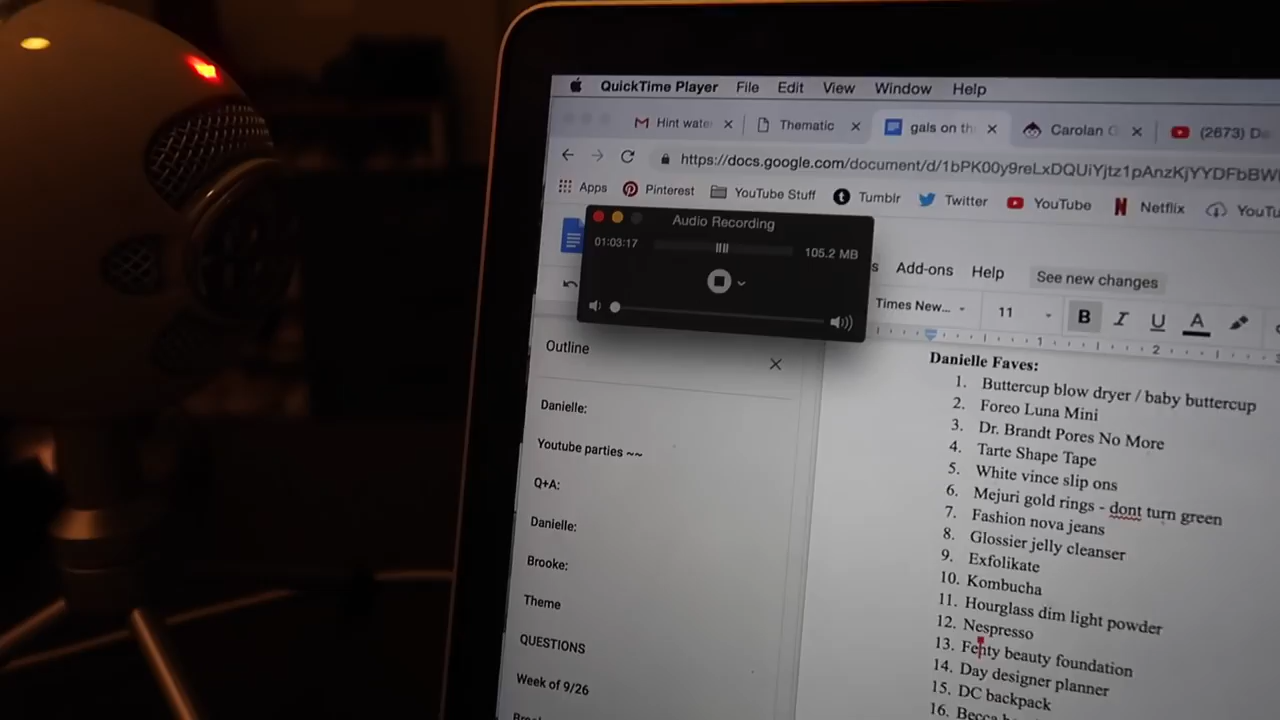 QuickTime Player File Edit View Window Help
Hint wate
Thematic
gals on th
Carolan G
(2673) Da
https://docs.google.com/document/d/1bPK00y9reLxDQUiYjtz1pAnzKjYYDFbBW
Apps Pinterest YouTube Stuff Tumblr Twitter YouTube Netflix YouTu
Audio Recording
01:03:17
105.2 MB
s Add-ons Help See new changes
Times New... 11 B I U A
1 2
Outline
Danielle:
Youtube parties ~~
Q+A:
Danielle:
Brooke:
Theme
QUESTIONS
Week of 9/26
Danielle Faves:
1. Buttercup blow dryer / baby buttercup
2. Foreo Luna Mini
3. Dr. Brandt Pores No More
4. Tarte Shape Tape
5. White vince slip ons
6. Mejuri gold rings - dont turn green
7. Fashion nova jeans
8. Glossier jelly cleanser
9. Exfolikate
10. Kombucha
11. Hourglass dim light powder
12. Nespresso
13. Fenty beauty foundation
14. Day designer planner
15. DC backpack
16. Becca